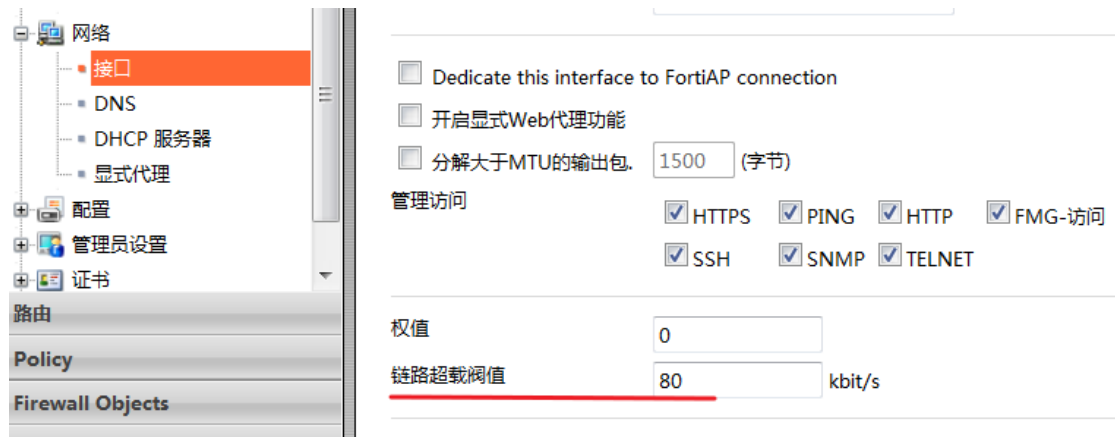 网络
接口
DNS
DHCP 服务器
显式代理
配置
管理员设置
证书
路由
Policy
Firewall Objects
Dedicate this interface to FortiAP connection
开启显式Web代理功能
分解大于MTU的输出包. 1500 (字节)
管理访问
HTTPS PING HTTP FMG-访问
SSH SNMP TELNET
权值 0
链路超载阀值 80 kbit/s